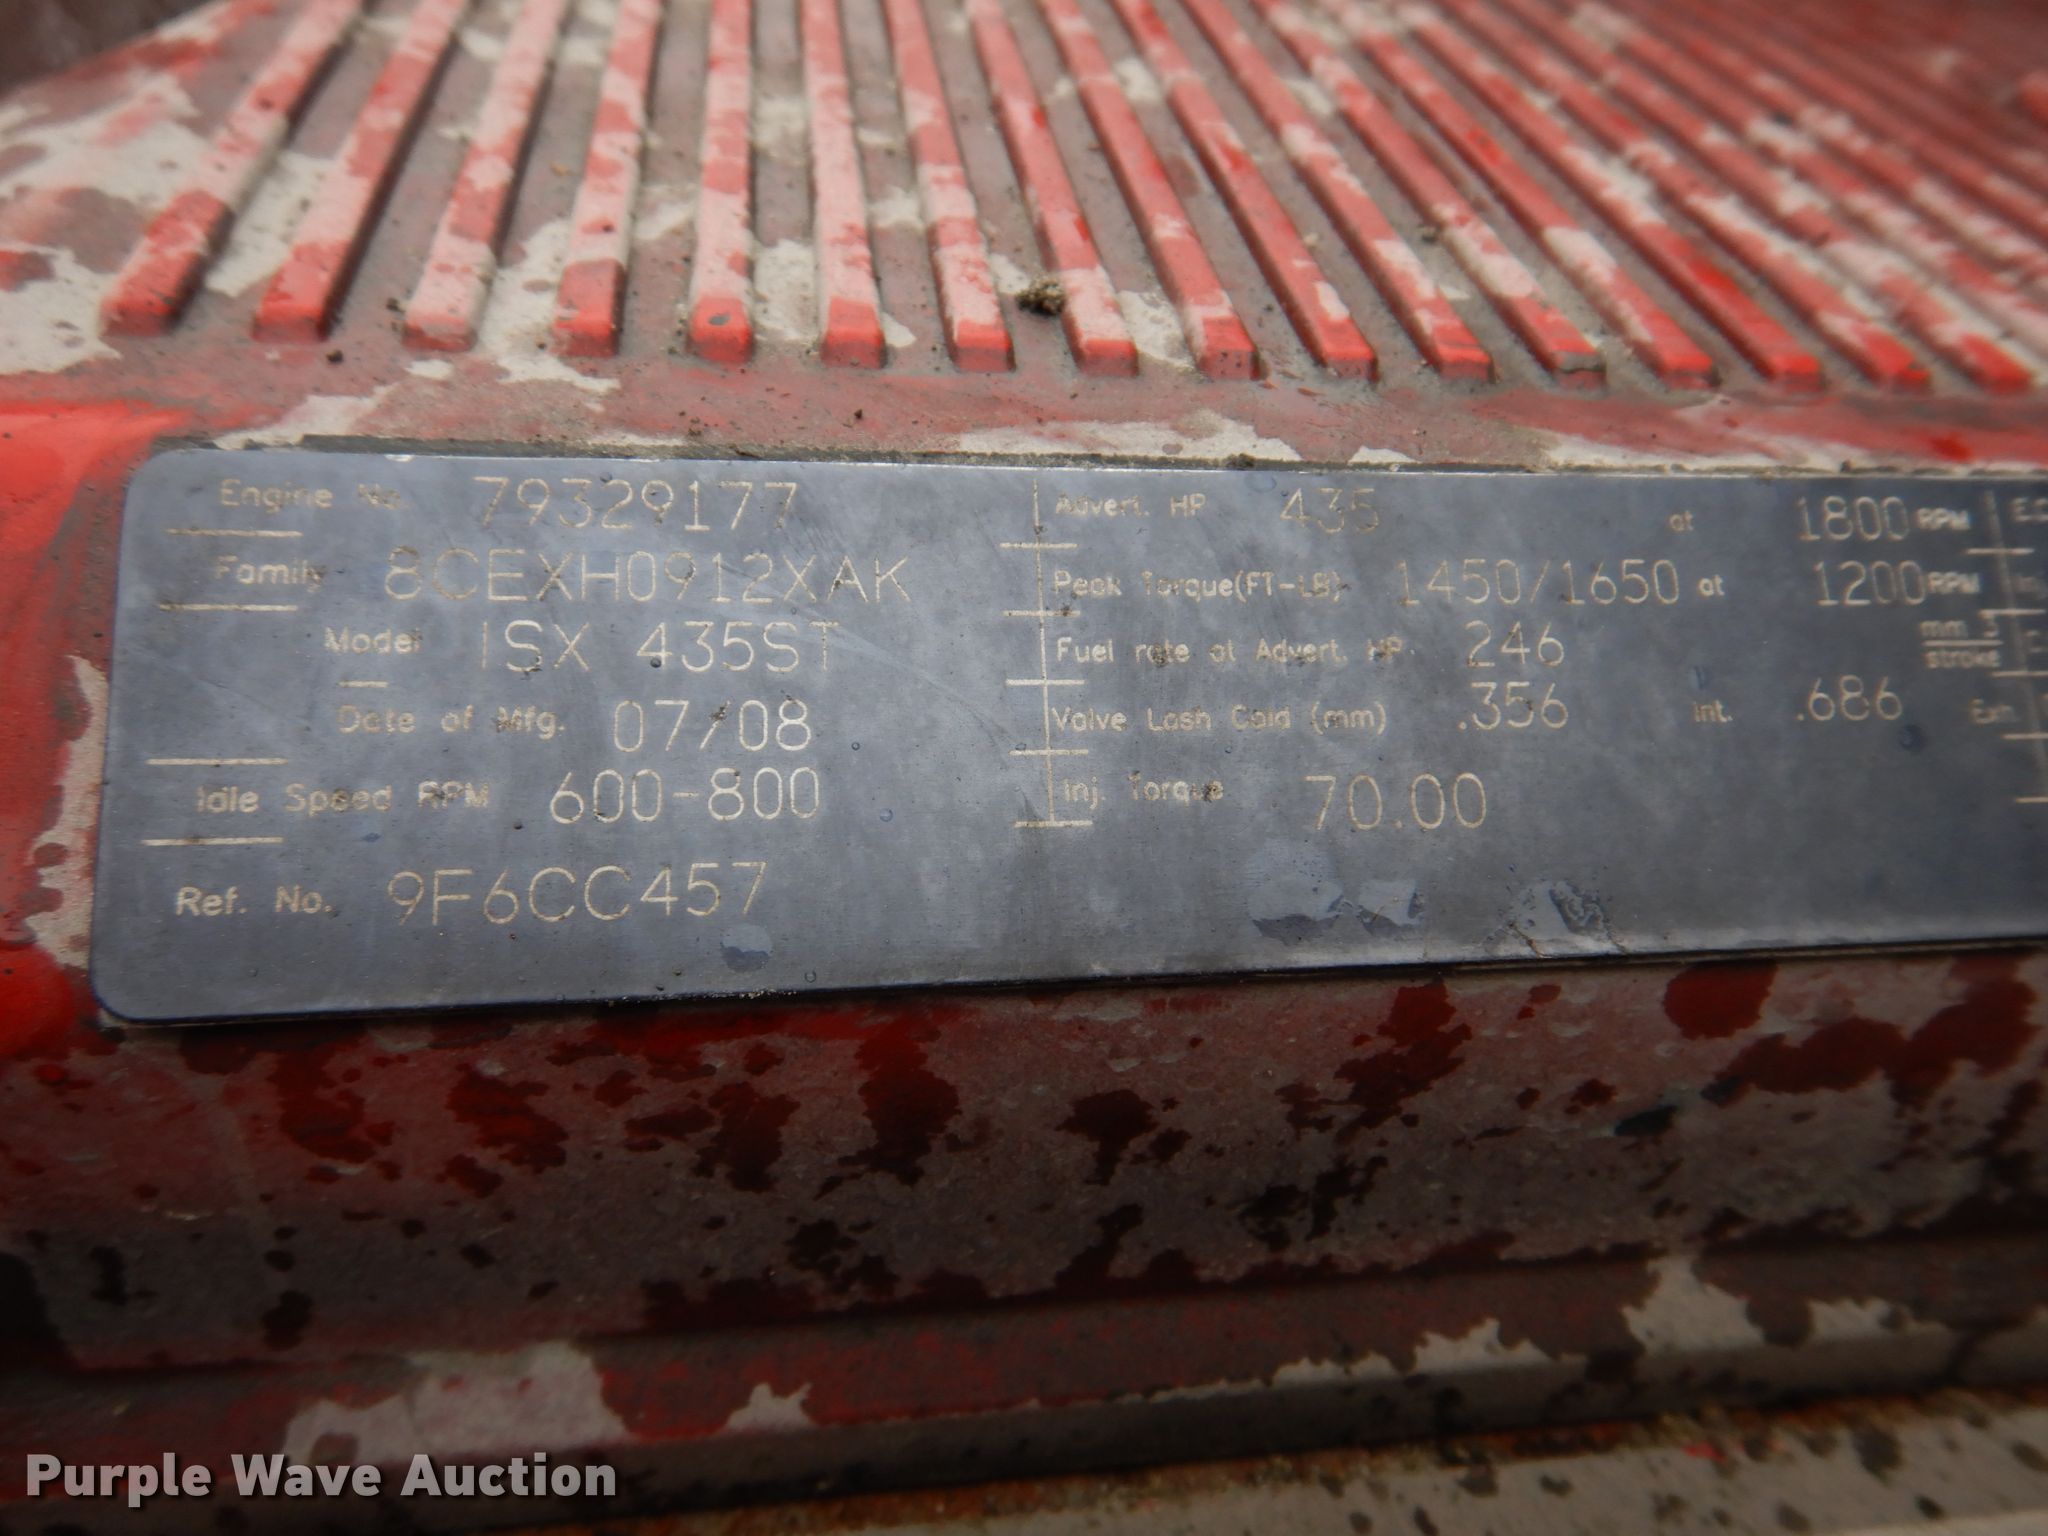 Engine No. 79329177
Family 8CEXH0912XAK
Model ISX 435ST
Date of Mfg. 07/08
Idle Speed RPM 600-800
Ref. No. 9F6CC457
Advert. HP 435 at 1800 RPM
Peak Torque(FT-LB) 1450/1650 at 1200 RPM
Fuel rate at Advert. HP 246 mm 3
stroke
Valve Lash Cold (mm) .356 Int. .686 Exh.
Inj. Torque 70.00
Purple Wave Auction